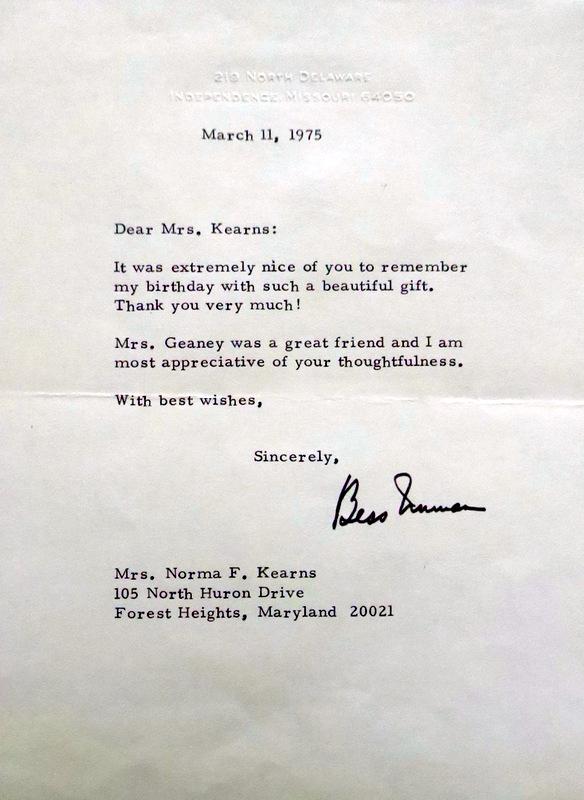 219 North Delaware
Independence, Missouri 64050
March 11, 1975
Dear Mrs. Kearns:
It was extremely nice of you to remember
my birthday with such a beautiful gift.
Thank you very much!
Mrs. Geaney was a great friend and I am
most appreciative of your thoughtfulness.
With best wishes,
Sincerely,
Bess Truman
Mrs. Norma F. Kearns
105 North Huron Drive
Forest Heights, Maryland 20021